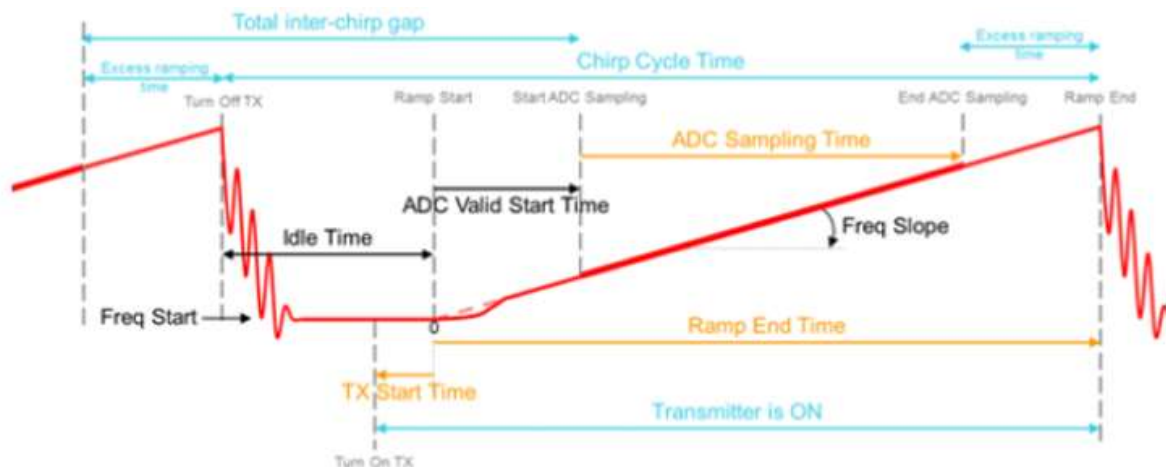 Total inter-chirp gap
Excess ramping
time
Excess ramping
time
Chirp Cycle Time
Turn Off TX
Ramp Start
Start ADC Sampling
End ADC Sampling
Ramp End
ADC Sampling Time
ADC Valid Start Time
Freq Slope
Idle Time
Freq Start
0
Ramp End Time
TX Start Time
Transmitter is ON
Turn On TX